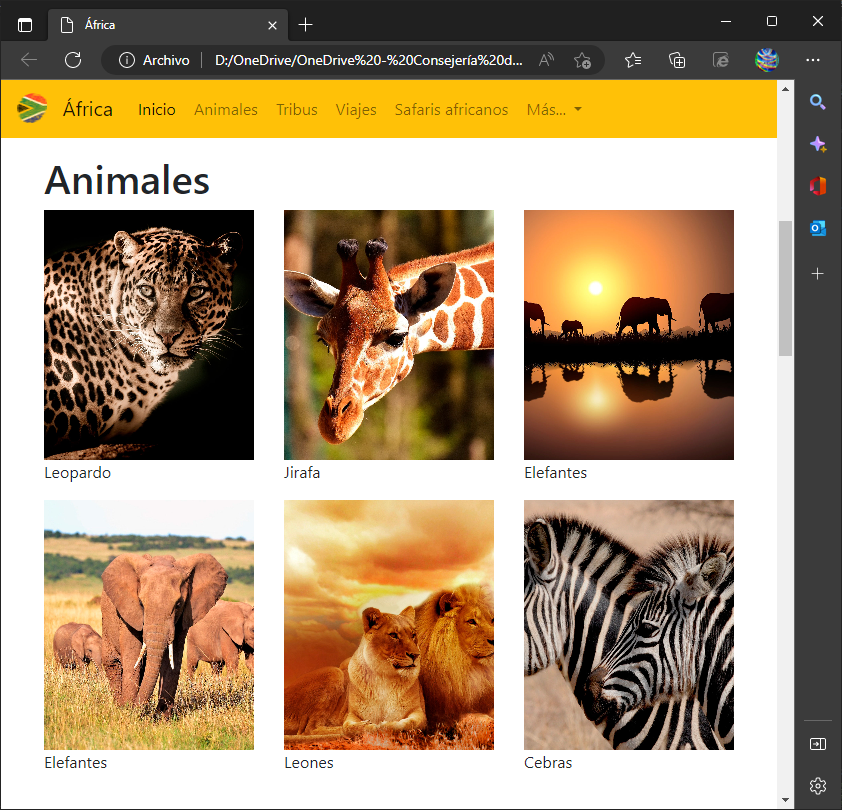 África
Archivo D:/OneDrive/OneDrive%20-%20Consejería%20d...
África Inicio Animales Tribus Viajes Safaris africanos Más...
Animales
Leopardo Jirafa Elefantes
Elefantes Leones Cebras